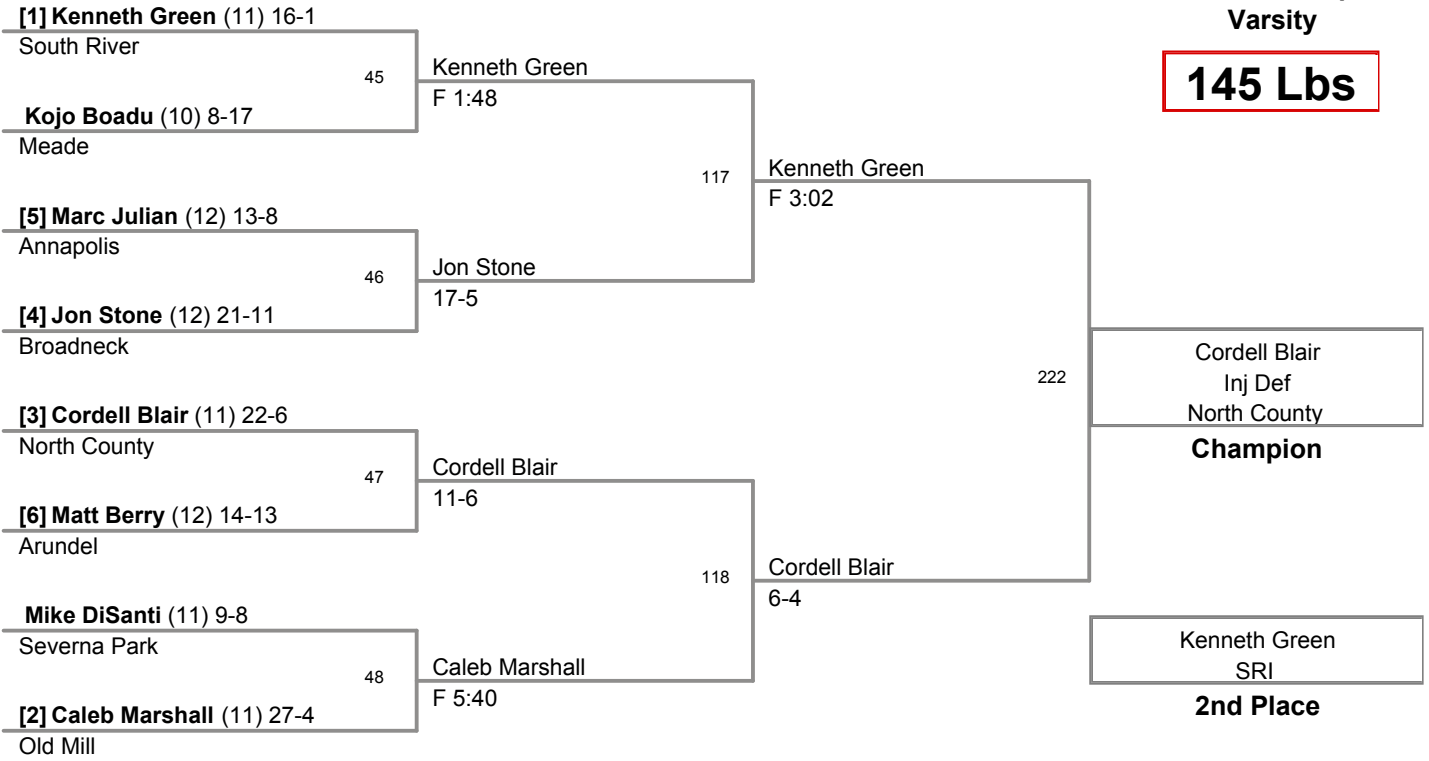 Varsity
145 Lbs
[1] Kenneth Green (11) 16-1
South River
45
Kojo Boadu (10) 8-17
Meade
Kenneth Green
F 1:48
[5] Marc Julian (12) 13-8
Annapolis
46
[4] Jon Stone (12) 21-11
Broadneck
Jon Stone
17-5
117
Kenneth Green
F 3:02
[3] Cordell Blair (11) 22-6
North County
47
[6] Matt Berry (12) 14-13
Arundel
Cordell Blair
11-6
Mike DiSanti (11) 9-8
Severna Park
48
[2] Caleb Marshall (11) 27-4
Old Mill
Caleb Marshall
F 5:40
118
Cordell Blair
6-4
222
Cordell Blair
Inj Def
North County
Champion
Kenneth Green
SRI
2nd Place